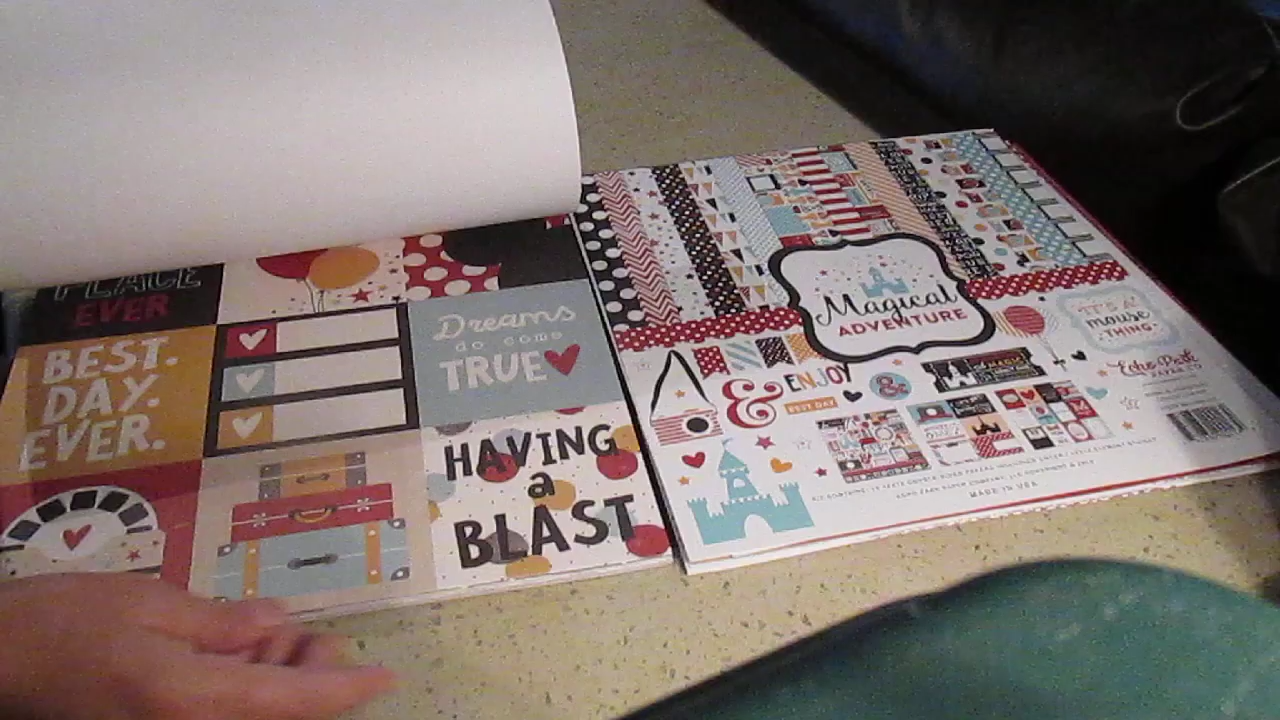 PLACE
EVER
BEST.
DAY.
EVER.
Dreams
do come
TRUE
HAVING
a
BLAST
Magical
ADVENTURE
IT'S A
mouse
THING.
Echo Park
PAPER CO
& ENJOY
BEST DAY
&
MADE IN USA